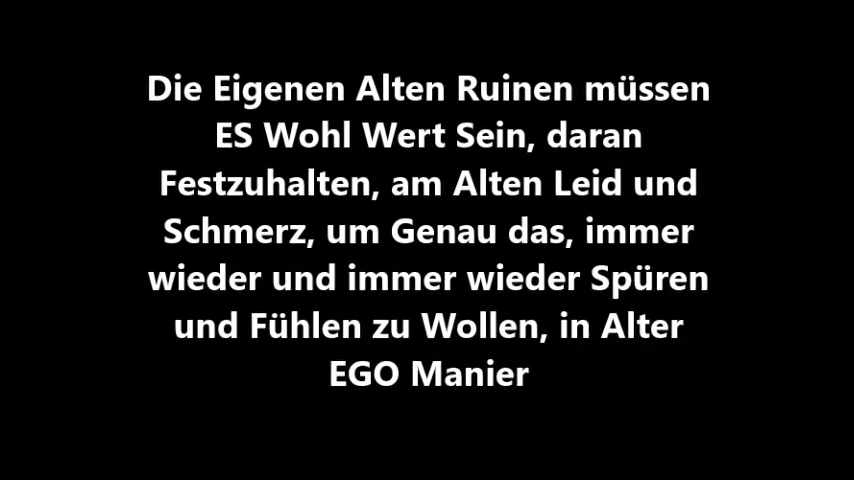 Die Eigenen Alten Ruinen müssen
ES Wohl Wert Sein, daran
Festzuhalten, am Alten Leid und
Schmerz, um Genau das, immer
wieder und immer wieder Spüren
und Fühlen zu Wollen, in Alter
EGO Manier